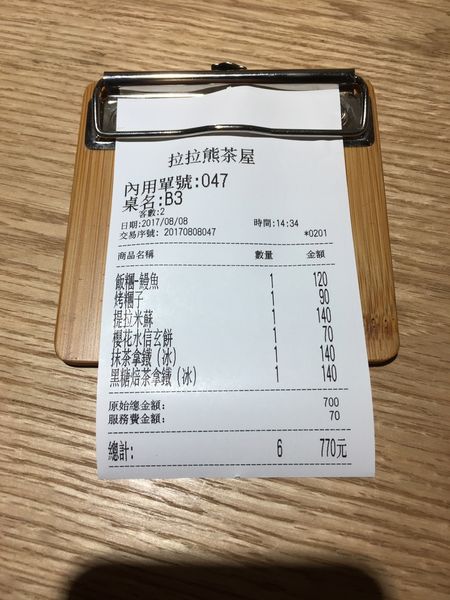 拉拉熊茶屋
內用單號:047
桌名:B3
客數:2
日期:2017/08/08 時間:14:34
交易序號: 20170808047 *0201
商品名稱 數量 金額
飯糰-鰻魚 1 120
烤糰子 1 90
提拉米蘇 1 140
櫻花水信玄餅 1 70
抹茶拿鐵(冰) 1 140
黑糖焙茶拿鐵(冰) 1 140
原始總金額: 700
服務費金額: 70
總計: 6 770元